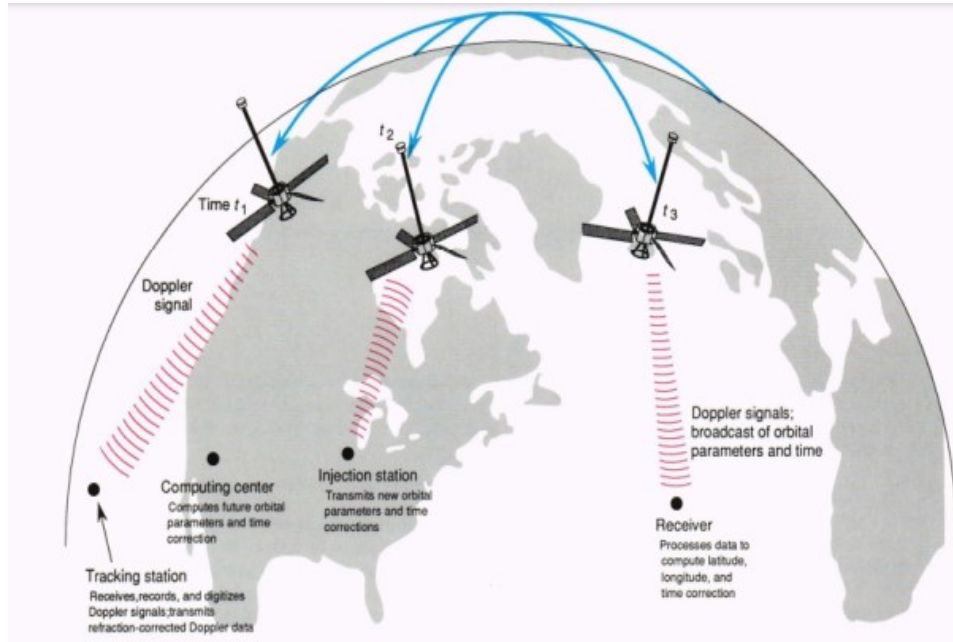 t2
Time t1
t3
Doppler
signal
Doppler signals;
broadcast of orbital
parameters and time
Computing center
Computes future orbital
parameters and time
correction
Injection station
Transmits new orbital
parameters and time
corrections
Receiver
Processes data to
compute latitude,
longitude, and
time correction
Tracking station
Receives,records, and digitizes
Doppler signals;transmits
refraction-corrected Doppler data